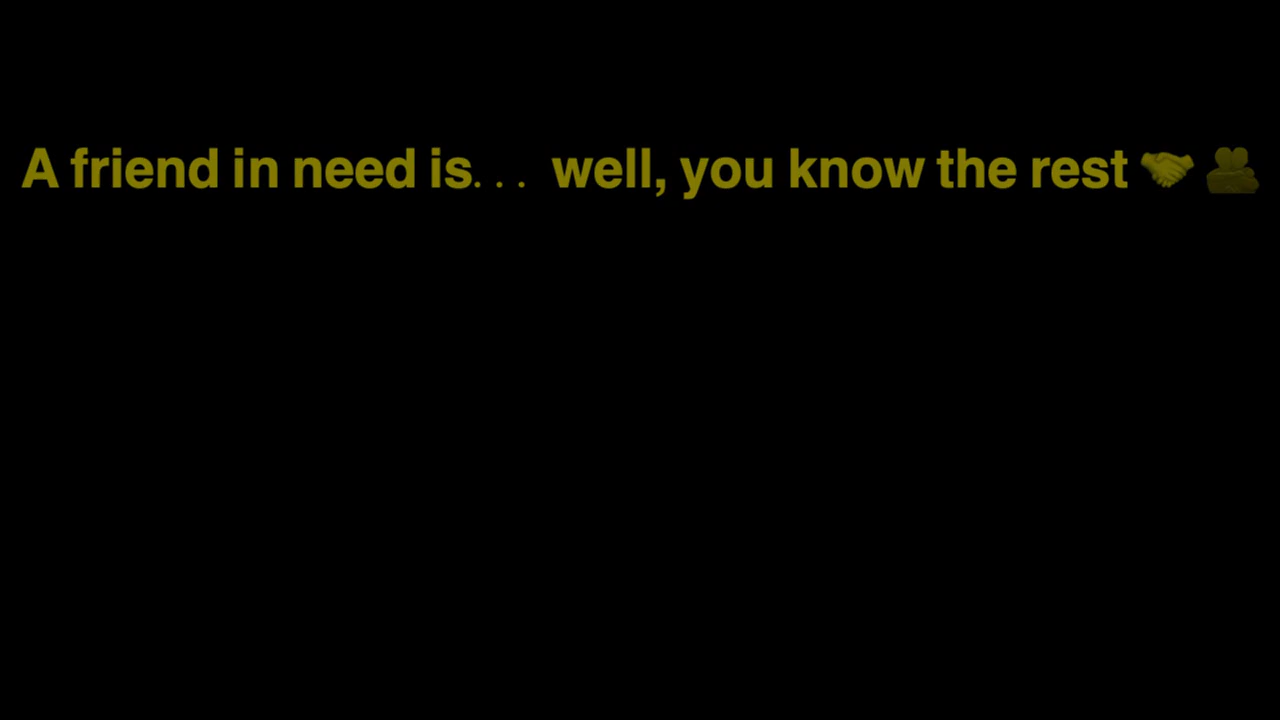 A friend in need is... well, you know the rest 🤝 🫂